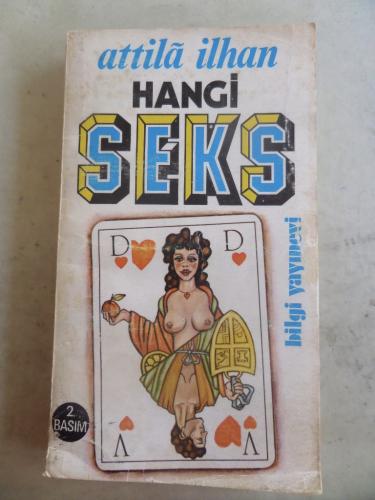 attilâ ilhan
HANGİ
SEKS
D D
bilgi yayınevi
2.
BASIM
V V